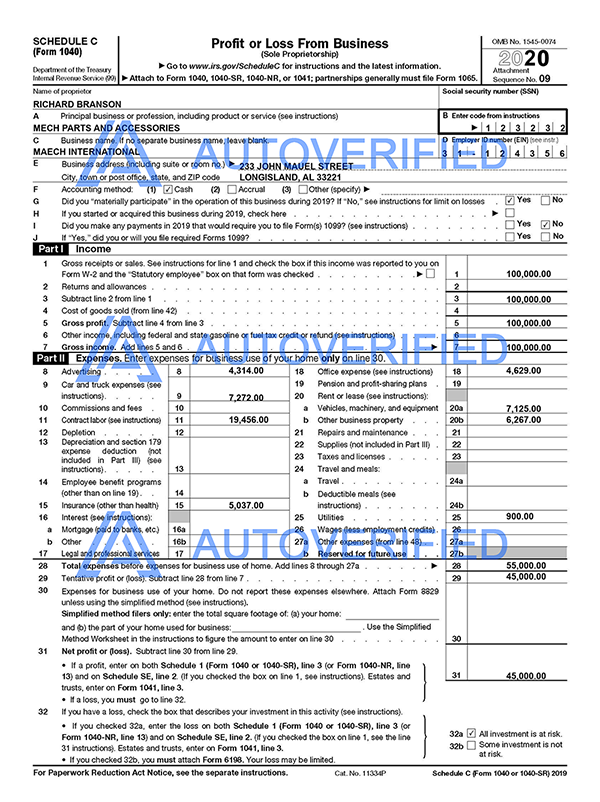 SCHEDULE C
(Form 1040)
Department of the Treasury
Internal Revenue Service (99)
Profit or Loss From Business
(Sole Proprietorship)
▶ Go to www.irs.gov/ScheduleC for instructions and the latest information.
▶ Attach to Form 1040, 1040-SR, 1040-NR, or 1041; partnerships generally must file Form 1065.
OMB No. 1545-0074
2020
Attachment
Sequence No. 09
Name of proprietor
Social security number (SSN)
RICHARD BRANSON
A Principal business or profession, including product or service (see instructions)
MECH PARTS AND ACCESSORIES
B Enter code from instructions
▶ 1 2 3 2 3 2
C Business name. If no separate business name, leave blank.
MAECH INTERNATIONAL
D Employer ID number (EIN) (see instr.)
3 1 - 1 2 4 3 5 6
E Business address (including suite or room no.) ▶ 233 JOHN MAUEL STREET
City, town or post office, state, and ZIP code LONGISLAND, AL 33221
F Accounting method: (1) ✓ Cash (2) Accrual (3) Other (specify) ▶
G Did you “materially participate” in the operation of this business during 2019? If “No,” see instructions for limit on losses . ✓ Yes No
H If you started or acquired this business during 2019, check here . . . ▶
I Did you make any payments in 2019 that would require you to file Form(s) 1099? (see instructions) . . . Yes ✓ No
J If “Yes,” did you or will you file required Forms 1099? . . . Yes No
Part I Income
1 Gross receipts or sales. See instructions for line 1 and check the box if this income was reported to you on
Form W-2 and the “Statutory employee” box on that form was checked . . . ▶ 1 100,000.00
2 Returns and allowances . . . 2
3 Subtract line 2 from line 1 . . . 3 100,000.00
4 Cost of goods sold (from line 42) . . . 4
5 Gross profit. Subtract line 4 from line 3 . . . 5 100,000.00
6 Other income, including federal and state gasoline or fuel tax credit or refund (see instructions) . . . 6
7 Gross income. Add lines 5 and 6 . . . ▶ 7 100,000.00
Part II Expenses. Enter expenses for business use of your home only on line 30.
8 Advertising . . . 8 4,314.00
9 Car and truck expenses (see
instructions) . . . 9 7,272.00
10 Commissions and fees . 10
11 Contract labor (see instructions) 11 19,456.00
12 Depletion . . . 12
13 Depreciation and section 179
expense deduction (not
included in Part III) (see
instructions) . . . 13
14 Employee benefit programs
(other than on line 19) . . 14
15 Insurance (other than health) 15 5,037.00
16 Interest (see instructions):
a Mortgage (paid to banks, etc.) 16a
b Other . . . 16b
17 Legal and professional services 17
18 Office expense (see instructions) 18 4,629.00
19 Pension and profit-sharing plans . 19
20 Rent or lease (see instructions):
a Vehicles, machinery, and equipment 20a 7,125.00
b Other business property . . . 20b 6,267.00
21 Repairs and maintenance . . . 21
22 Supplies (not included in Part III) . 22
23 Taxes and licenses . . . 23
24 Travel and meals:
a Travel . . . 24a
b Deductible meals (see
instructions) . . . 24b
25 Utilities . . . 25 900.00
26 Wages (less employment credits) . 26
27a Other expenses (from line 48) . . 27a
b Reserved for future use . . . 27b
28 Total expenses before expenses for business use of home. Add lines 8 through 27a . . . ▶ 28 55,000.00
29 Tentative profit or (loss). Subtract line 28 from line 7 . . . 29 45,000.00
30 Expenses for business use of your home. Do not report these expenses elsewhere. Attach Form 8829
unless using the simplified method (see instructions).
Simplified method filers only: enter the total square footage of: (a) your home:
and (b) the part of your home used for business: . Use the Simplified
Method Worksheet in the instructions to figure the amount to enter on line 30 . . . 30
31 Net profit or (loss). Subtract line 30 from line 29.
• If a profit, enter on both Schedule 1 (Form 1040 or 1040-SR), line 3 (or Form 1040-NR, line
13) and on Schedule SE, line 2. (If you checked the box on line 1, see instructions). Estates and
trusts, enter on Form 1041, line 3.
• If a loss, you must go to line 32.
31 45,000.00
32 If you have a loss, check the box that describes your investment in this activity (see instructions).
• If you checked 32a, enter the loss on both Schedule 1 (Form 1040 or 1040-SR), line 3 (or
Form 1040-NR, line 13) and on Schedule SE, line 2. (If you checked the box on line 1, see the line
31 instructions). Estates and trusts, enter on Form 1041, line 3.
• If you checked 32b, you must attach Form 6198. Your loss may be limited.
32a ✓ All investment is at risk.
32b Some investment is not
at risk.
For Paperwork Reduction Act Notice, see the separate instructions.
Cat. No. 11334P
Schedule C (Form 1040 or 1040-SR) 2019
AUTOVERIFIED
AUTOVERIFIED
AUTOVERIFIED